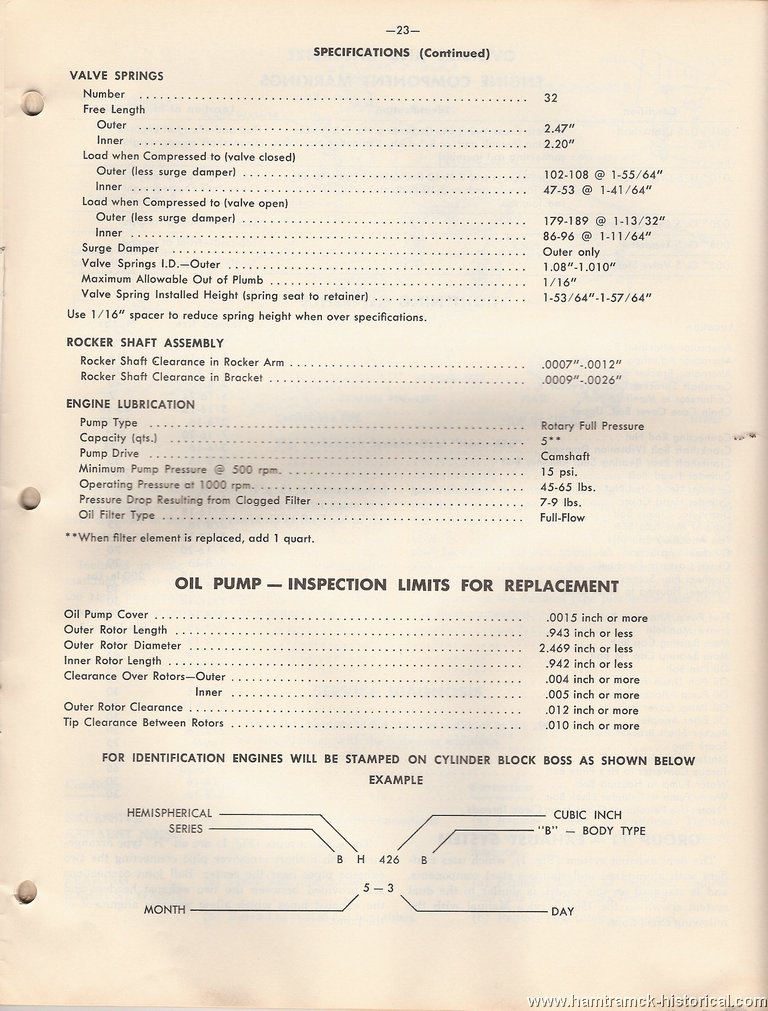 —23—
SPECIFICATIONS (Continued)
VALVE SPRINGS
Number 32
Free Length
Outer 2.47"
Inner 2.20"
Load when Compressed to (valve closed)
Outer (less surge damper) 102-108 @ 1-55/64"
Inner 47-53 @ 1-41/64"
Load when Compressed to (valve open)
Outer (less surge damper) 179-189 @ 1-13/32"
Inner 86-96 @ 1-11/64"
Surge Damper Outer only
Valve Springs I.D.—Outer 1.08"-1.010"
Maximum Allowable Out of Plumb 1/16"
Valve Spring Installed Height (spring seat to retainer) 1-53/64"-1-57/64"
Use 1/16" spacer to reduce spring height when over specifications.
ROCKER SHAFT ASSEMBLY
Rocker Shaft Clearance in Rocker Arm .0007"-.0012"
Rocker Shaft Clearance in Bracket .0009"-.0026"
ENGINE LUBRICATION
Pump Type Rotary Full Pressure
Capacity (qts.) 5**
Pump Drive Camshaft
Minimum Pump Pressure @ 500 rpm. 15 psi.
Operating Pressure at 1000 rpm. 45-65 lbs.
Pressure Drop Resulting from Clogged Filter 7-9 lbs.
Oil Filter Type Full-Flow
**When filter element is replaced, add 1 quart.
OIL PUMP — INSPECTION LIMITS FOR REPLACEMENT
Oil Pump Cover .0015 inch or more
Outer Rotor Length .943 inch or less
Outer Rotor Diameter 2.469 inch or less
Inner Rotor Length .942 inch or less
Clearance Over Rotors—Outer .004 inch or more
Inner .005 inch or more
Outer Rotor Clearance .012 inch or more
Tip Clearance Between Rotors .010 inch or more
FOR IDENTIFICATION ENGINES WILL BE STAMPED ON CYLINDER BLOCK BOSS AS SHOWN BELOW
EXAMPLE
HEMISPHERICAL CUBIC INCH
SERIES "B" — BODY TYPE
B H 426 B
5 — 3
MONTH DAY
www.hamtramck-historical.com